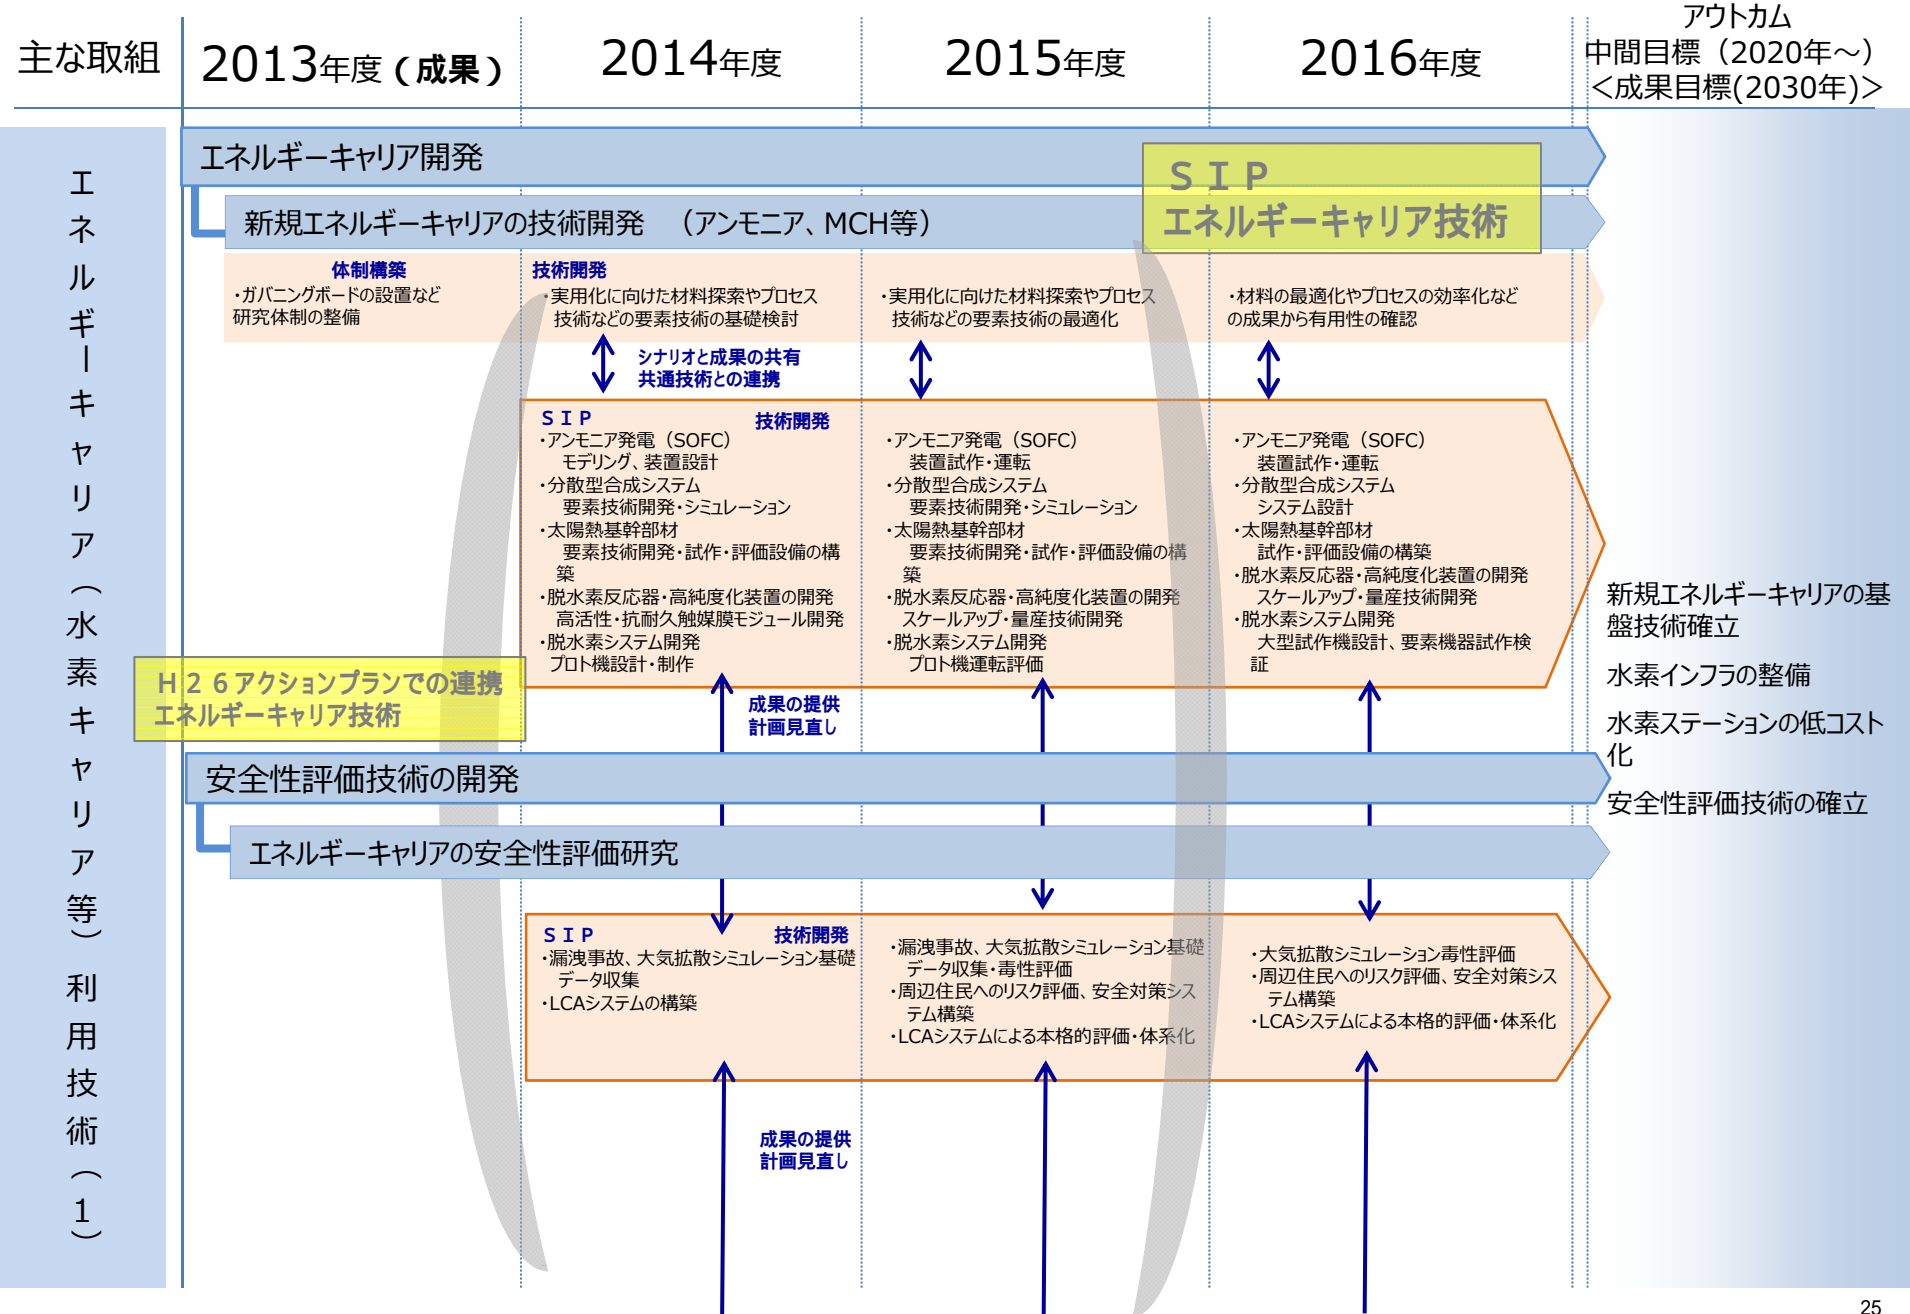 主な取組
2013年度（成果）
2014年度
2015年度
2016年度
アウトカム
中間目標（2020年～）
＜成果目標(2030年)＞
エネルギーキャリア（水素キャリア等）利用技術（１）
エネルギーキャリア開発
ＳＩＰ
エネルギーキャリア技術
新規エネルギーキャリアの技術開発　（アンモニア、MCH等）
体制構築
・ガバニングボードの設置など
研究体制の整備
技術開発
・実用化に向けた材料探索やプロセス
技術などの要素技術の基礎検討
・実用化に向けた材料探索やプロセス
技術などの要素技術の最適化
・材料の最適化やプロセスの効率化など
の成果から有用性の確認
シナリオと成果の共有
共通技術との連携
ＳＩＰ
技術開発
・アンモニア発電（SOFC）
モデリング、装置設計
・分散型合成システム
要素技術開発・シミュレーション
・太陽熱基幹部材
要素技術開発・試作・評価設備の構
築
・脱水素反応器・高純度化装置の開発
高活性・抗耐久触媒膜モジュール開発
・脱水素システム開発
プロト機設計・制作
・アンモニア発電（SOFC）
装置試作・運転
・分散型合成システム
要素技術開発・シミュレーション
・太陽熱基幹部材
要素技術開発・試作・評価設備の構
築
・脱水素反応器・高純度化装置の開発
スケールアップ・量産技術開発
・脱水素システム開発
プロト機運転評価
・アンモニア発電（SOFC）
装置試作・運転
・分散型合成システム
システム設計
・太陽熱基幹部材
試作・評価設備の構築
・脱水素反応器・高純度化装置の開発
スケールアップ・量産技術開発
・脱水素システム開発
大型試作機設計、要素機器試作検
証
Ｈ２６アクションプランでの連携
エネルギーキャリア技術
成果の提供
計画見直し
安全性評価技術の開発
エネルギーキャリアの安全性評価研究
ＳＩＰ
技術開発
・漏洩事故、大気拡散シミュレーション基礎
データ収集
・LCAシステムの構築
・漏洩事故、大気拡散シミュレーション基礎
データ収集・毒性評価
・周辺住民へのリスク評価、安全対策シス
テム構築
・LCAシステムによる本格的評価・体系化
・大気拡散シミュレーション毒性評価
・周辺住民へのリスク評価、安全対策シス
テム構築
・LCAシステムによる本格的評価・体系化
成果の提供
計画見直し
新規エネルギーキャリアの基
盤技術確立
水素インフラの整備
水素ステーションの低コスト
化
安全性評価技術の確立
25